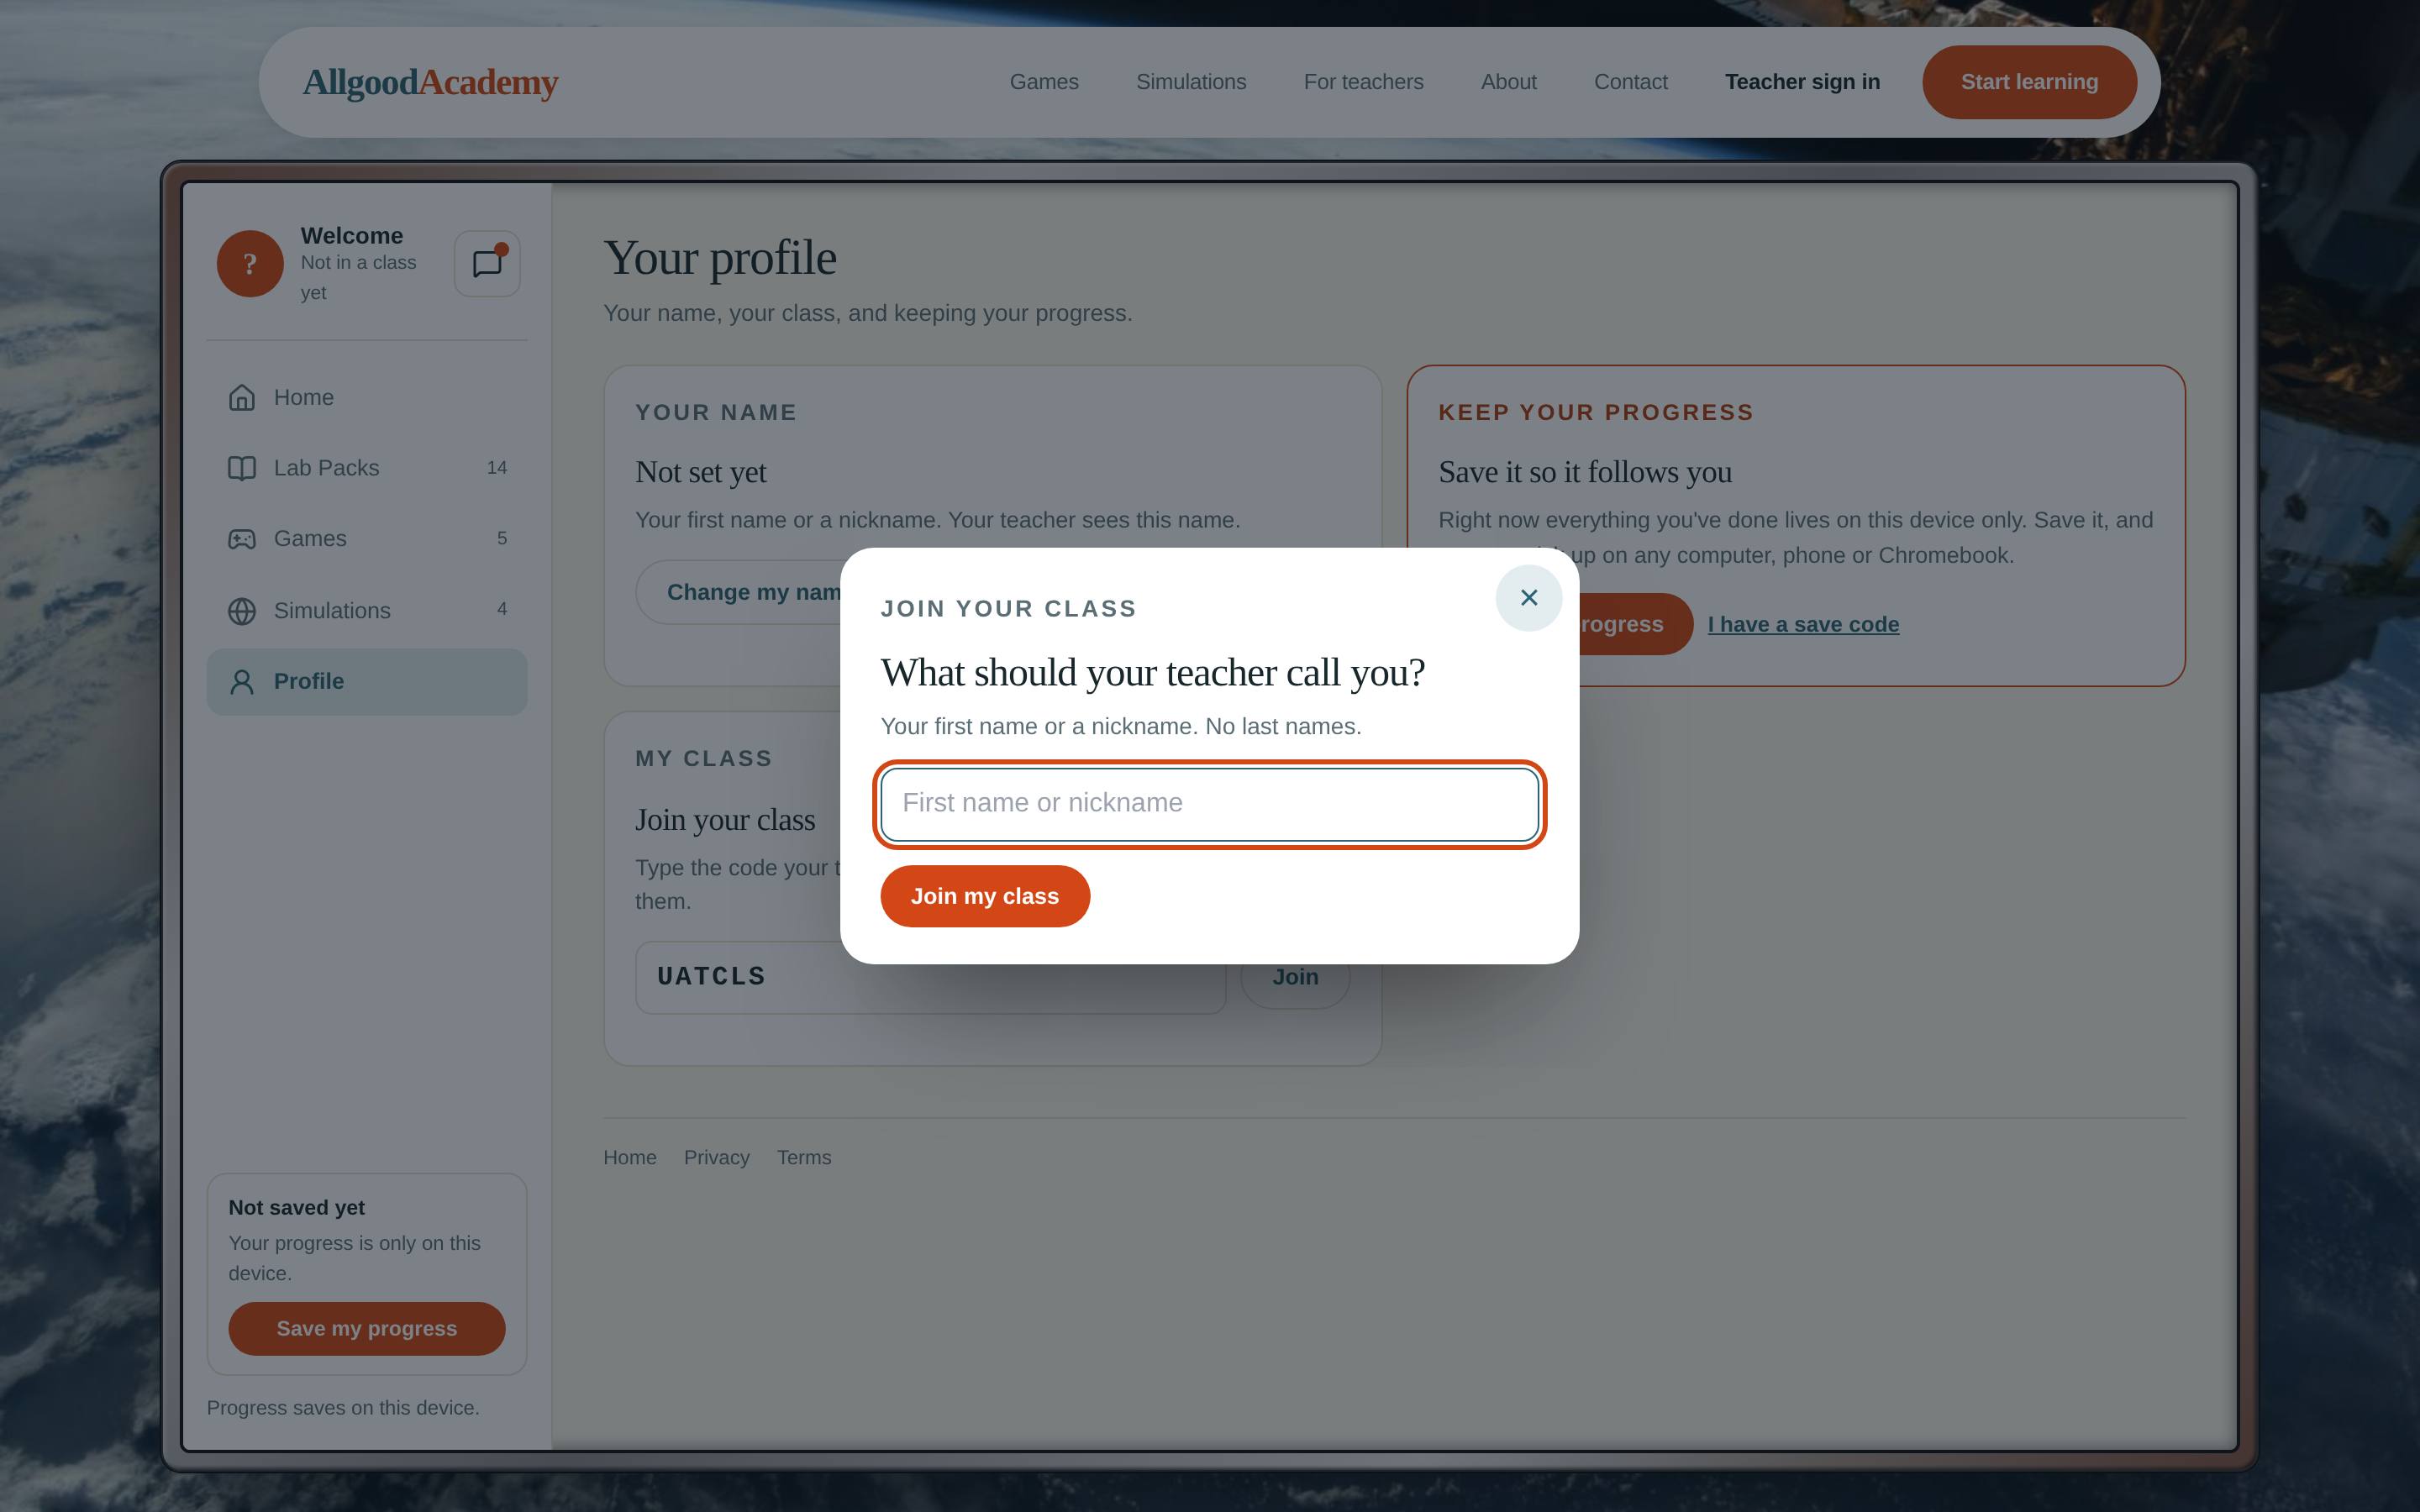 AllgoodAcademy
Games
Simulations
For teachers
About
Contact
Teacher sign in
Start learning
?
Welcome
Not in a class
yet
Home
Lab Packs 14
Games 5
Simulations 4
Profile
Not saved yet
Your progress is only on this
device.
Save my progress
Progress saves on this device.
Your profile
Your name, your class, and keeping your progress.
YOUR NAME
Not set yet
Your first name or a nickname. Your teacher sees this name.
Change my nam
KEEP YOUR PROGRESS
Save it so it follows you
Right now everything you've done lives on this device only. Save it, and
up on any computer, phone or Chromebook.
rogress
I have a save code
MY CLASS
Join your class
Type the code your t
them.
UATCLS
Join
JOIN YOUR CLASS
What should your teacher call you?
Your first name or a nickname. No last names.
First name or nickname
Join my class
Home
Privacy
Terms